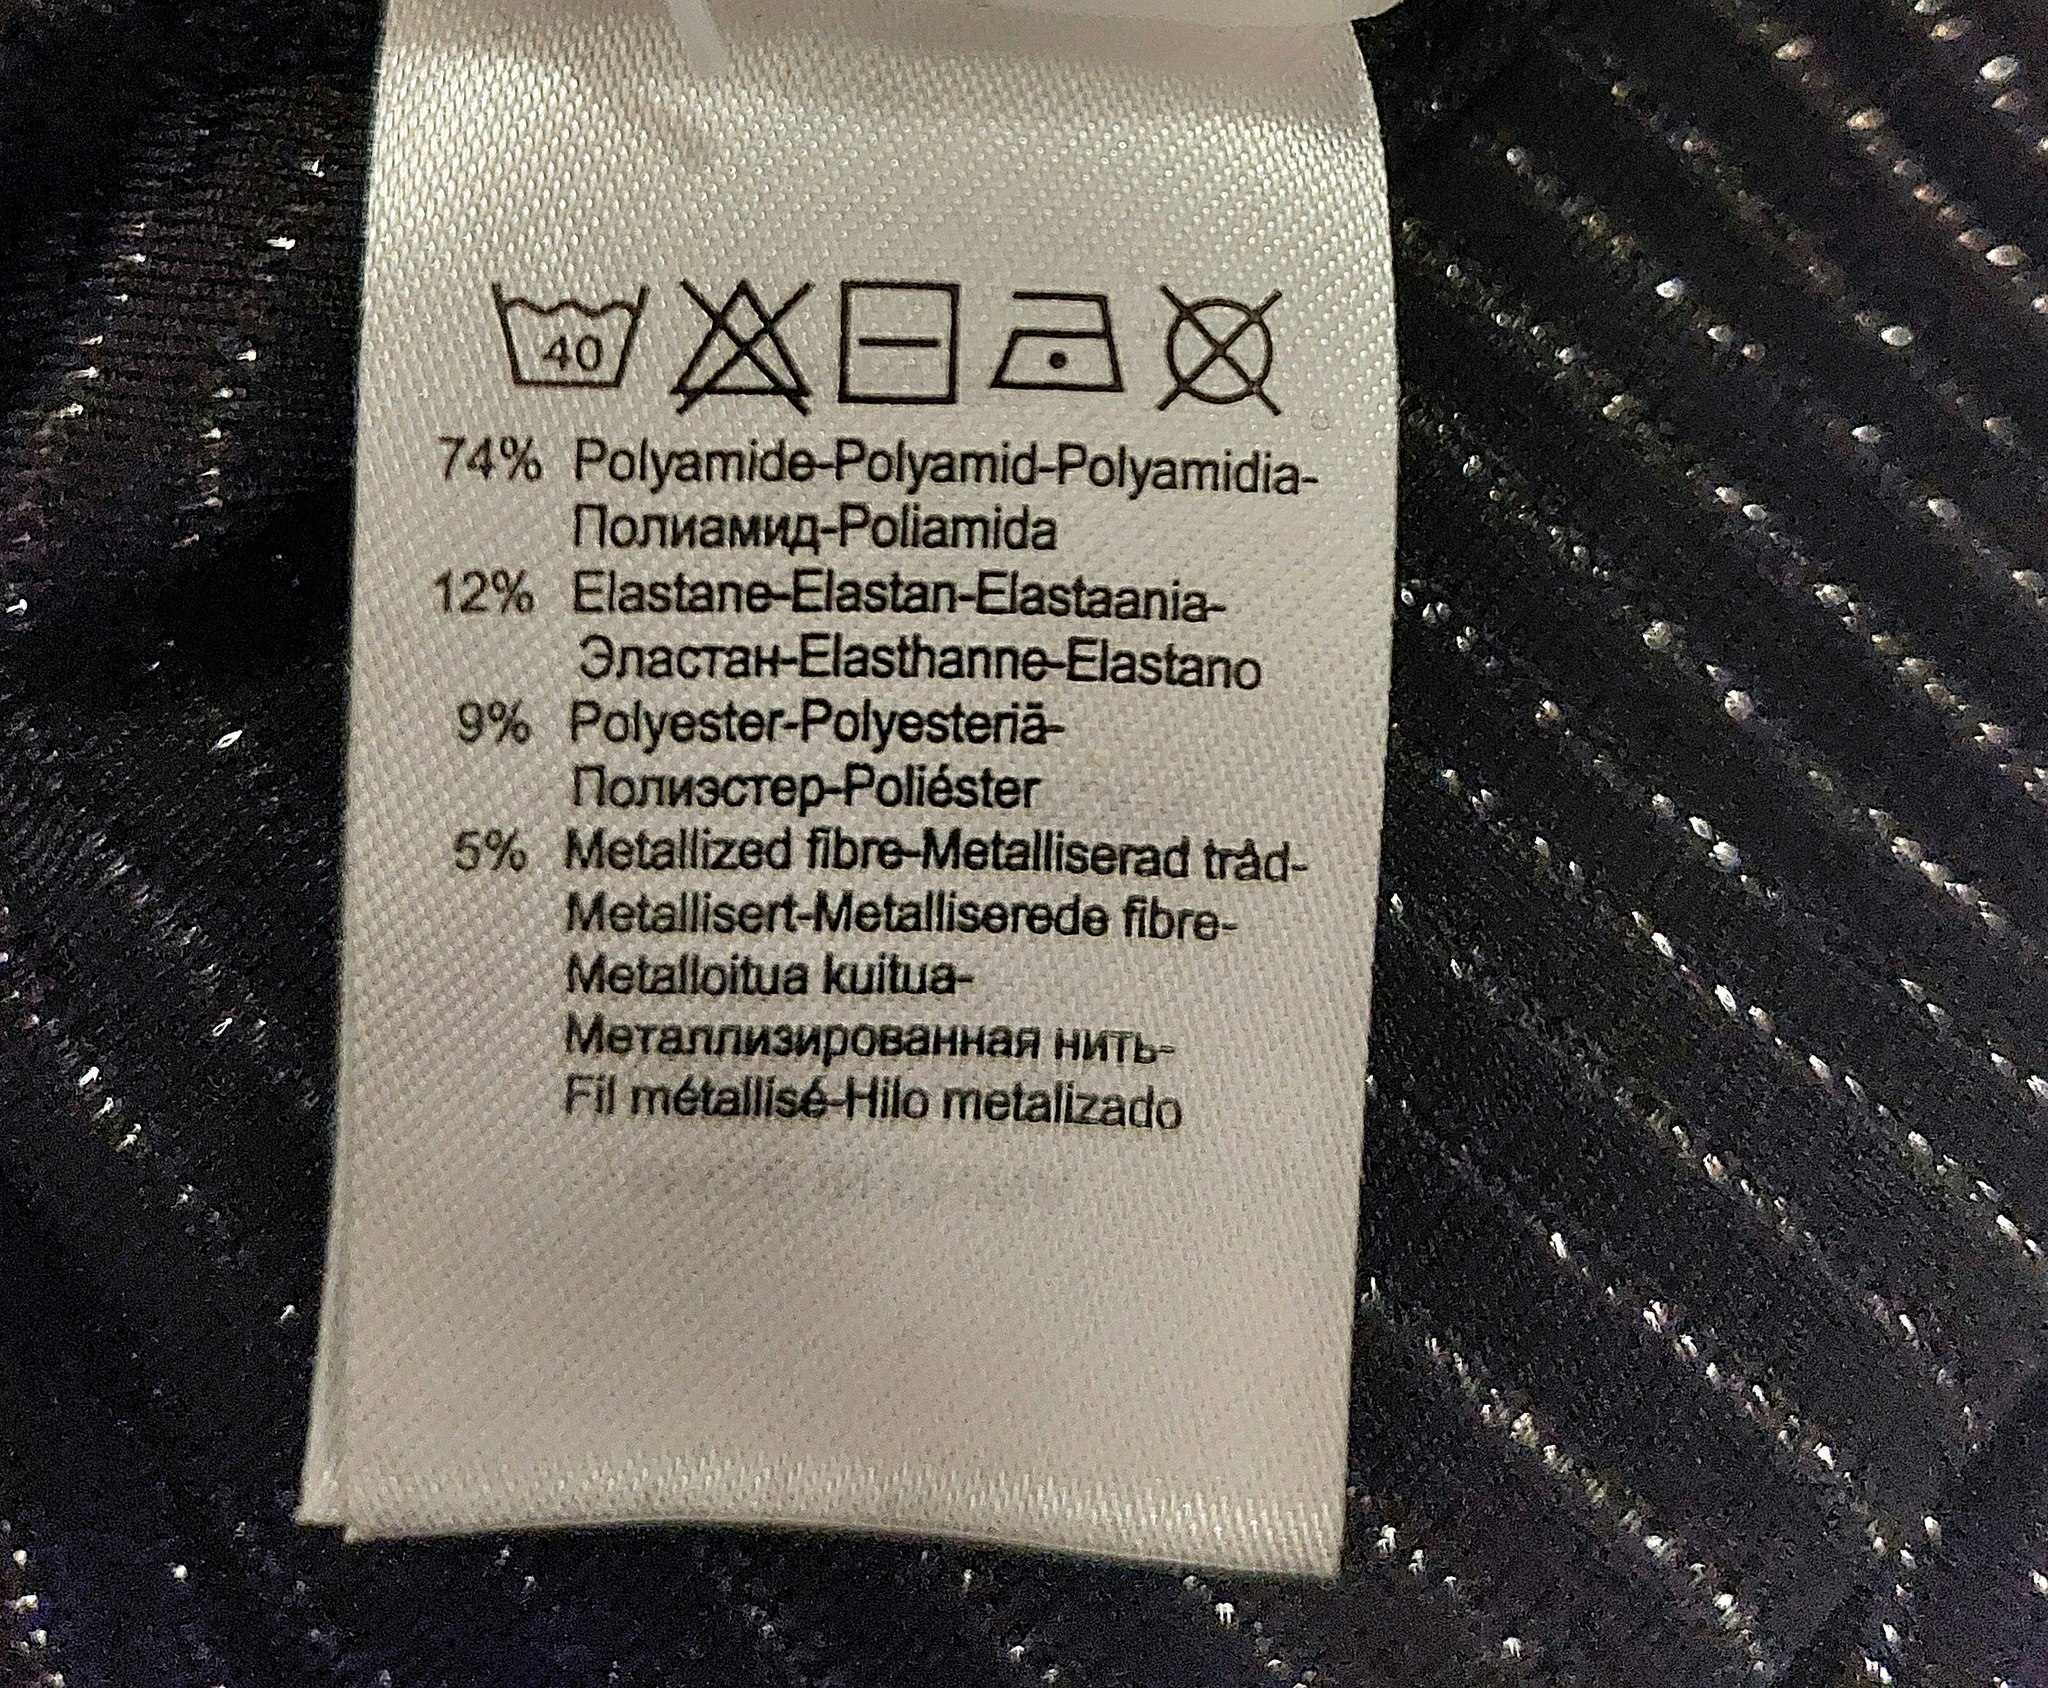 40
74% Polyamide-Polyamid-Polyamidia-
Полиамид-Poliamida
12% Elastane-Elastan-Elastaania-
Эластан-Elasthanne-Elastano
9% Polyester-Polyesteriä-
Полиэстер-Poliéster
5% Metallized fibre-Metalliserad tråd-
Metallisert-Metalliserede fibre-
Metalloitua kuitua-
Металлизированная нить-
Fil métallisé-Hilo metalizado